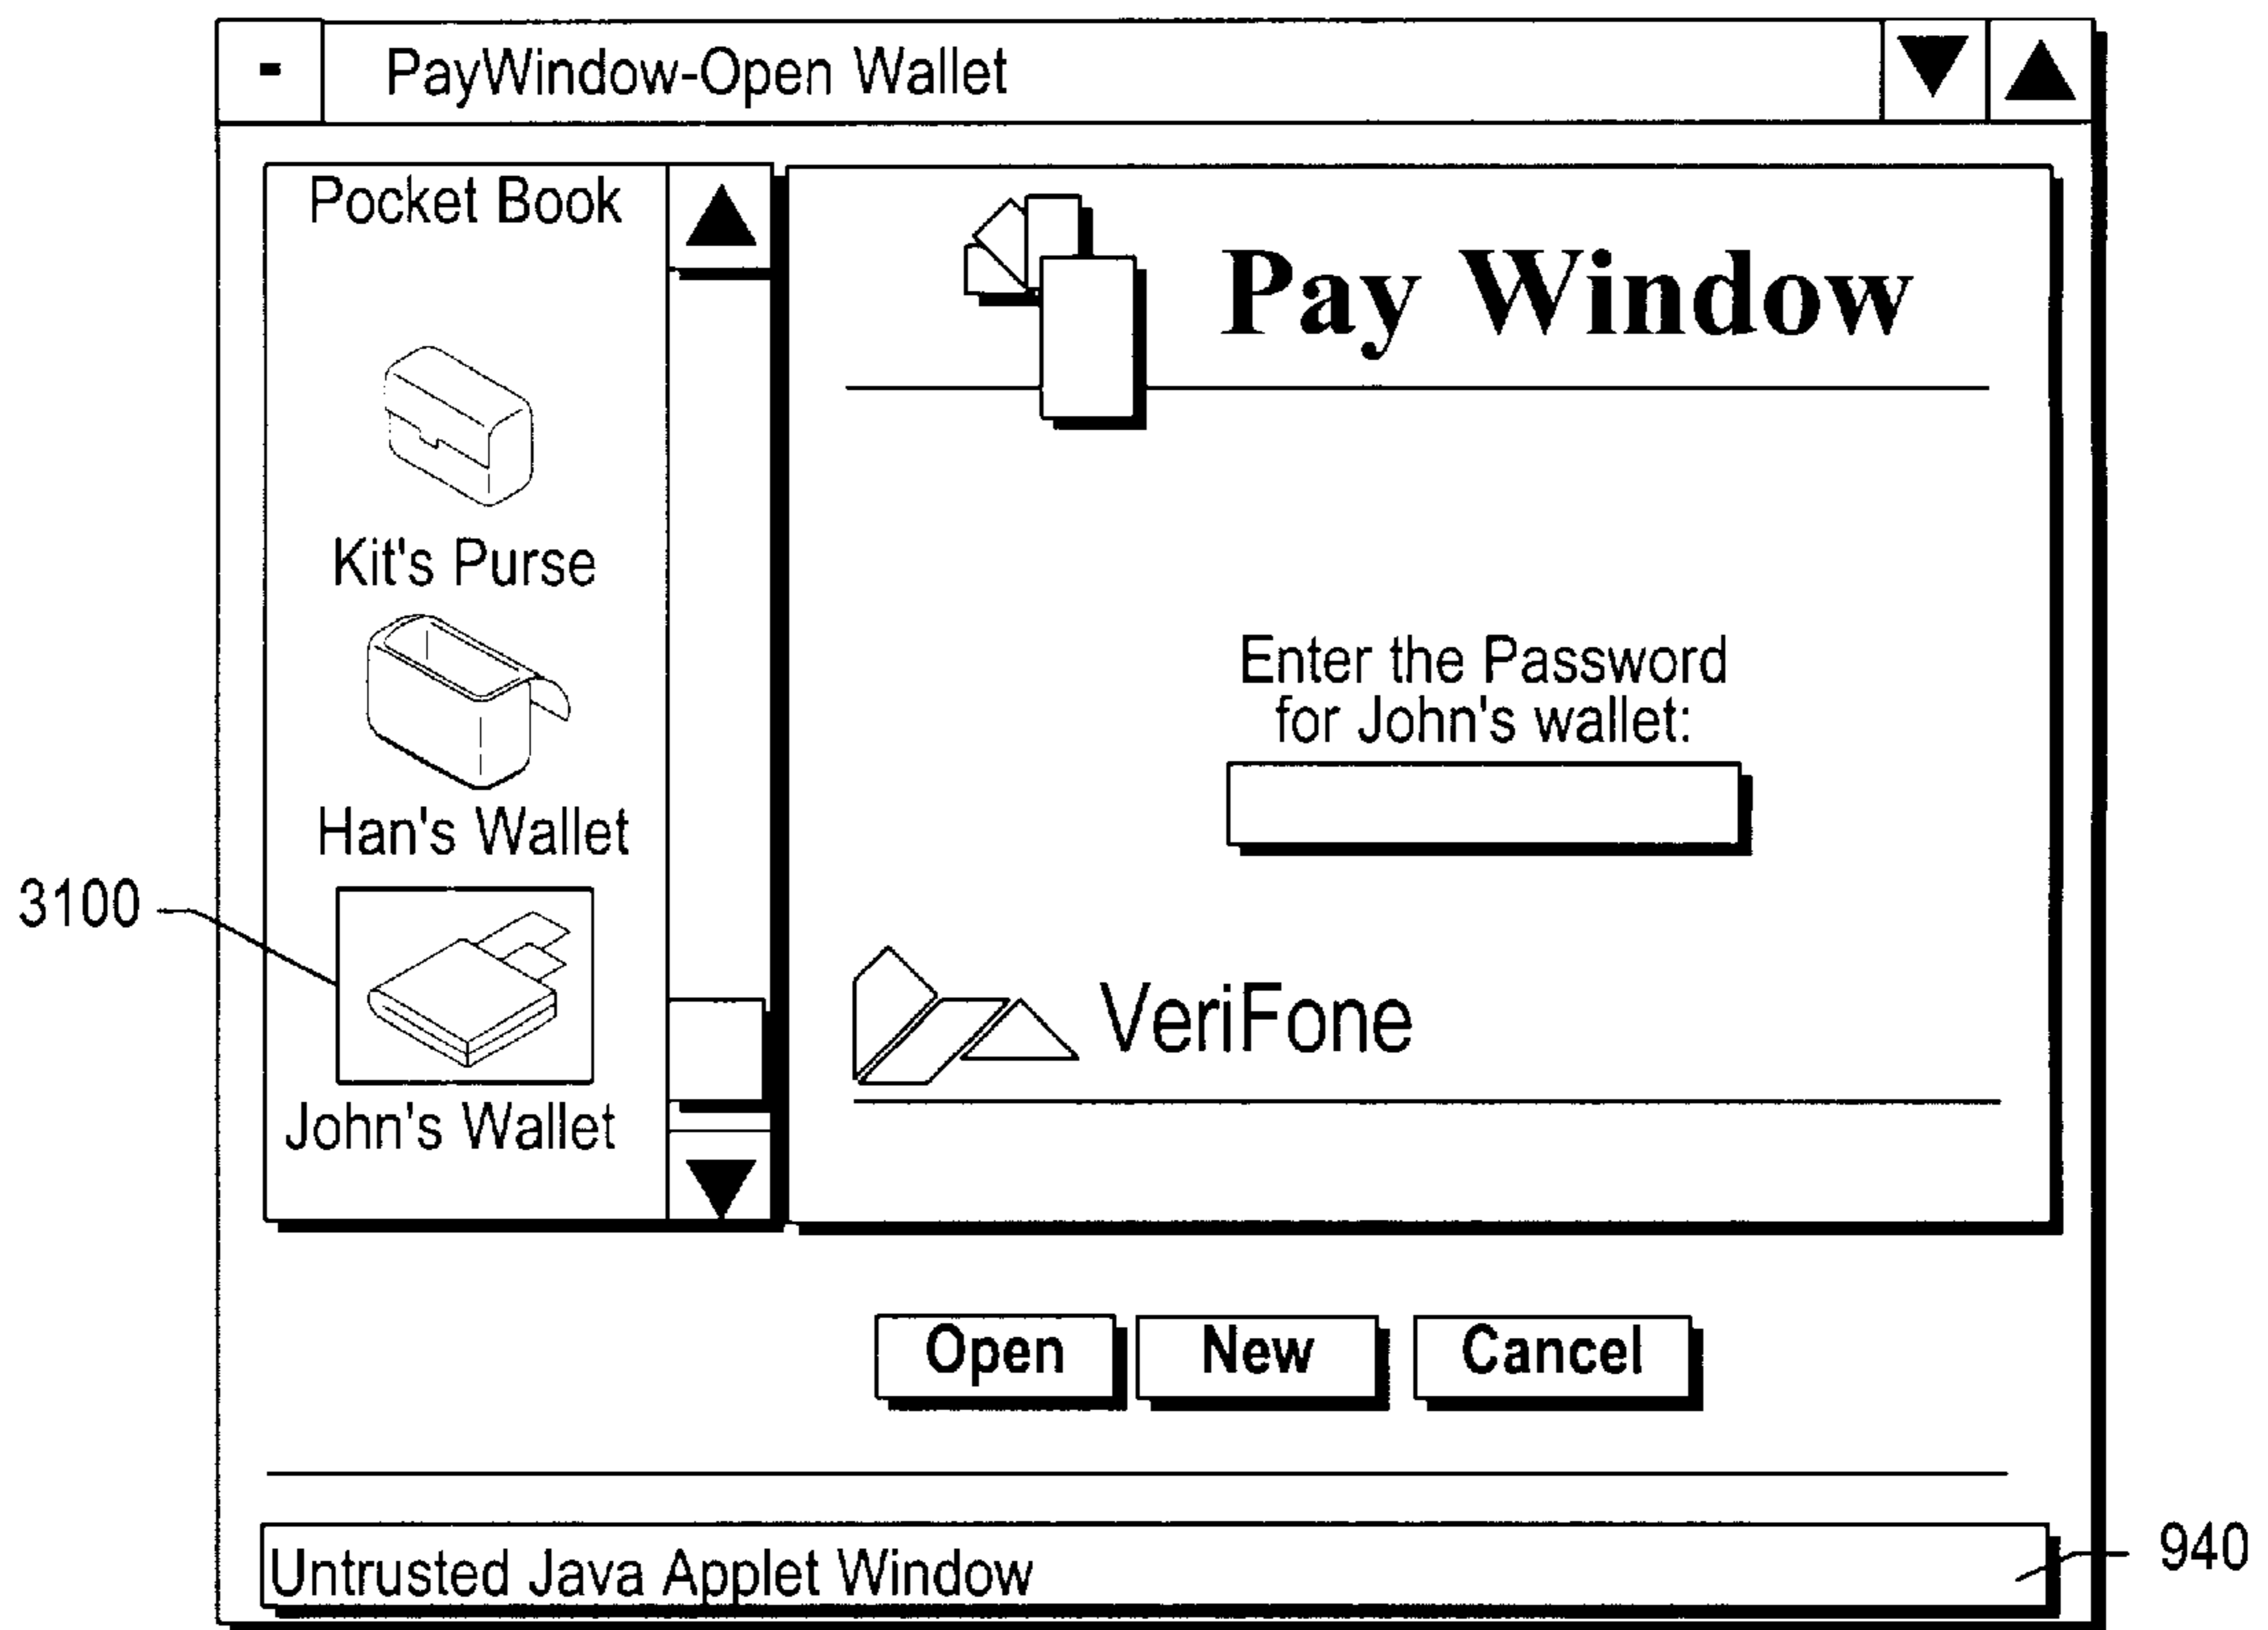 PayWindow-Open Wallet
Pocket Book
Kit's Purse
Han's Wallet
3100
John's Wallet
Pay Window
Enter the Password
for John's wallet:
VeriFone
Open
New
Cancel
Untrusted Java Applet Window
940